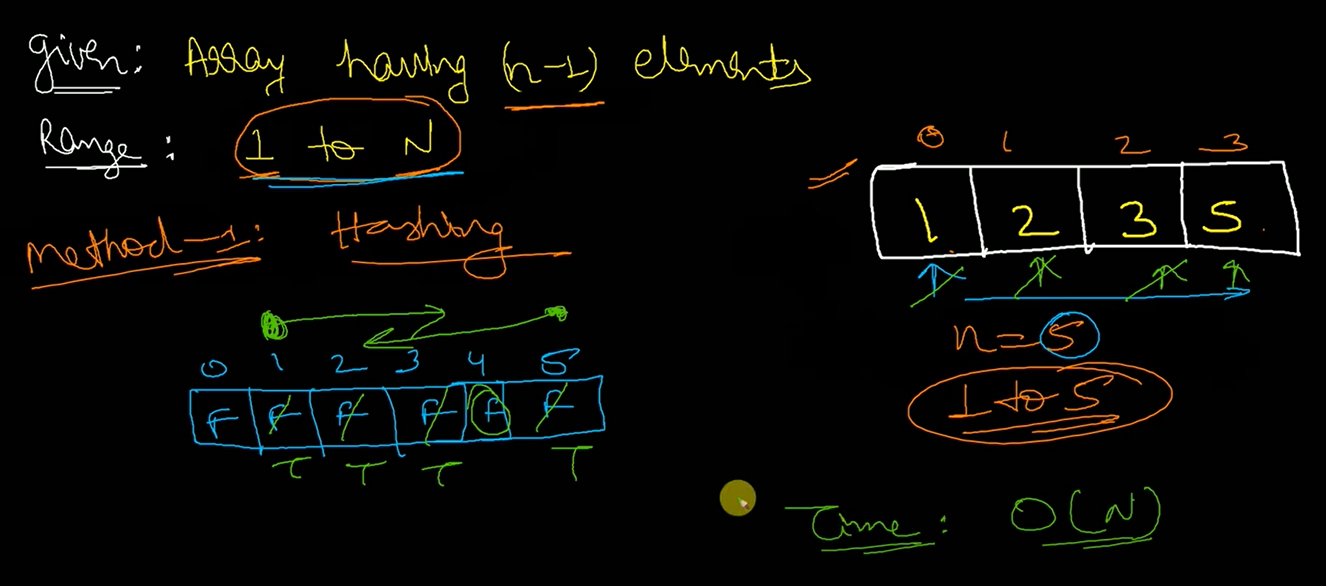 Given: Array having (n-1) elements
Range: 1 to N
Method-1: Hashing
0 1 2 3
1 2 3 5
n=5
1 to 5
0 1 2 3 4 5
F F F F F F
T T T T
Time: O(N)